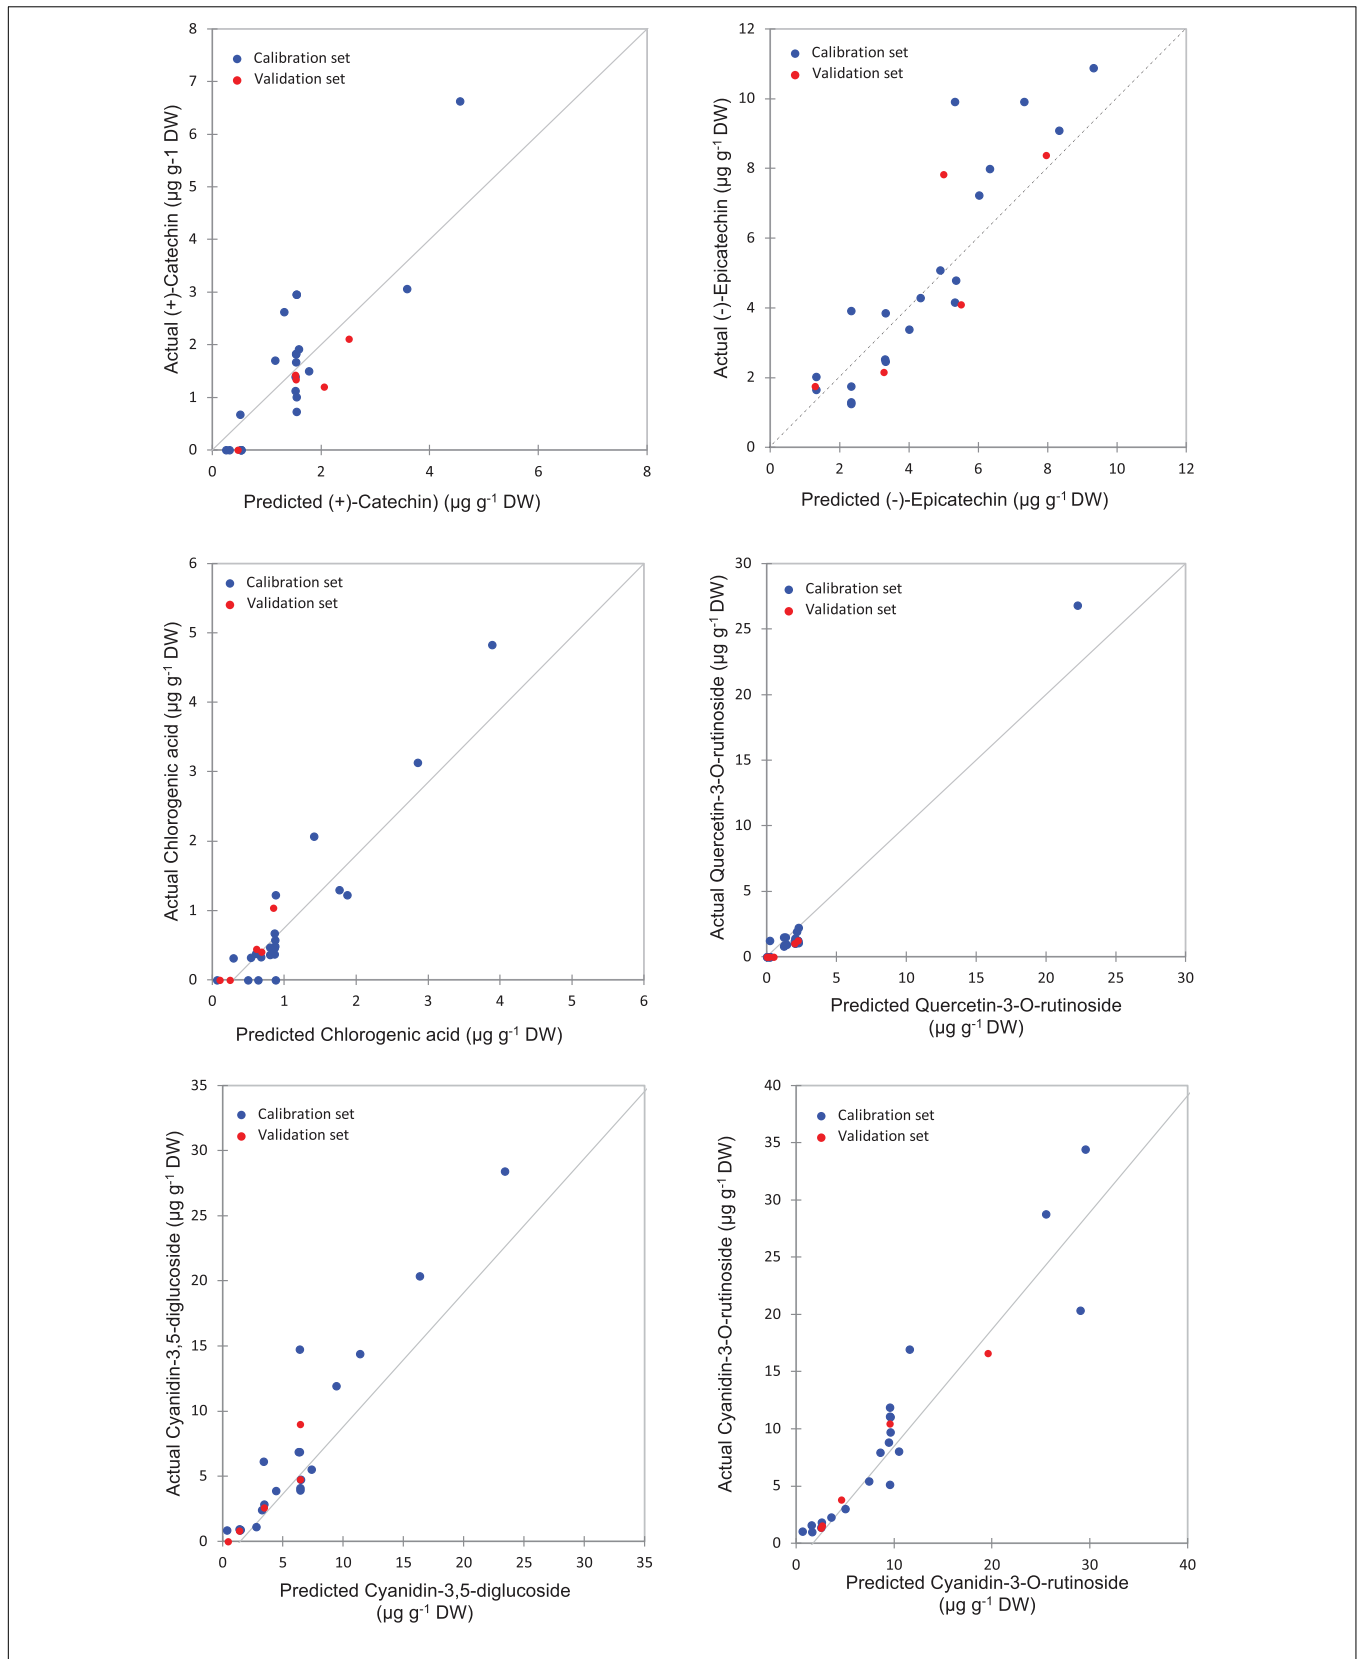 8
7
6
5
4
3
2
1
0
Calibration set
Validation set
Actual (+)-Catechin (µg g-1 DW)
0 2 4 6 8
Predicted (+)-Catechin) (µg g-1 DW)
12
10
8
6
4
2
0
Calibration set
Validation set
Actual (-)-Epicatechin (µg g-1 DW)
0 2 4 6 8 10 12
Predicted (-)-Epicatechin (µg g-1 DW)
6
5
4
3
2
1
0
Calibration set
Validation set
Actual Chlorogenic acid (µg g-1 DW)
0 1 2 3 4 5 6
Predicted Chlorogenic acid (µg g-1 DW)
30
25
20
15
10
5
0
Calibration set
Validation set
Actual Quercetin-3-O-rutinoside (µg g-1 DW)
0 5 10 15 20 25 30
Predicted Quercetin-3-O-rutinoside
(µg g-1 DW)
35
30
25
20
15
10
5
0
Calibration set
Validation set
Actual Cyanidin-3,5-diglucoside (µg g-1 DW)
0 5 10 15 20 25 30 35
Predicted Cyanidin-3,5-diglucoside
(µg g-1 DW)
40
35
30
25
20
15
10
5
0
Calibration set
Validation set
Actual Cyanidin-3-O-rutinoside (µg g-1 DW)
0 10 20 30 40
Predicted Cyanidin-3-O-rutinoside
(µg g-1 DW)